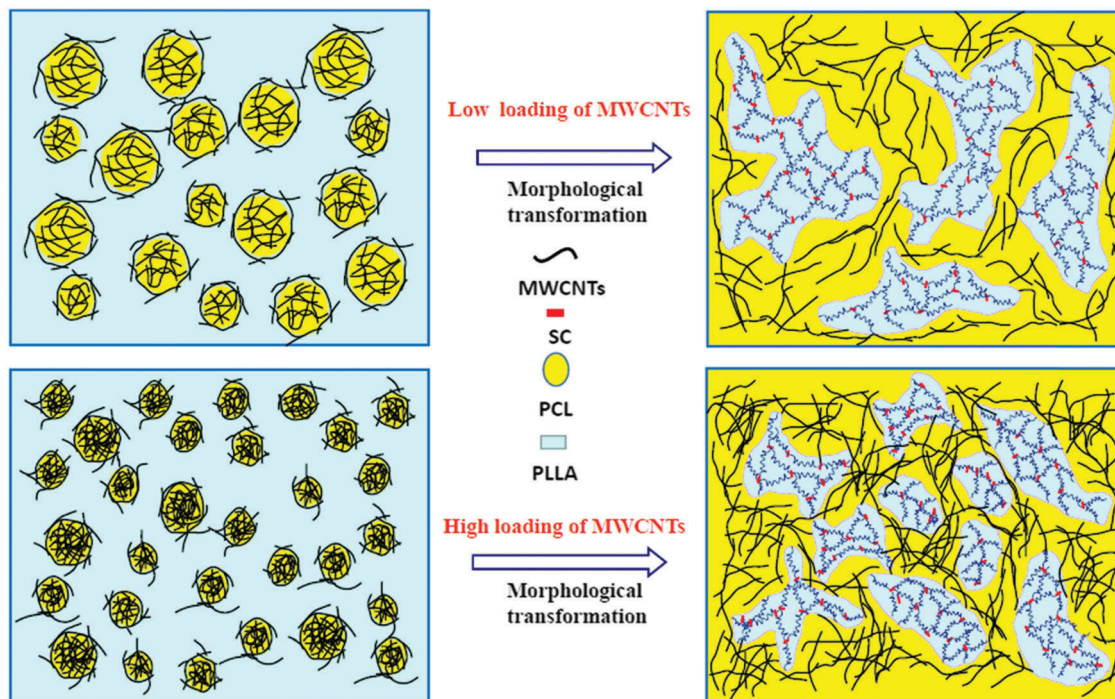 Low loading of MWCNTs
Morphological
transformation
MWCNTs
SC
PCL
PLLA
High loading of MWCNTs
Morphological
transformation